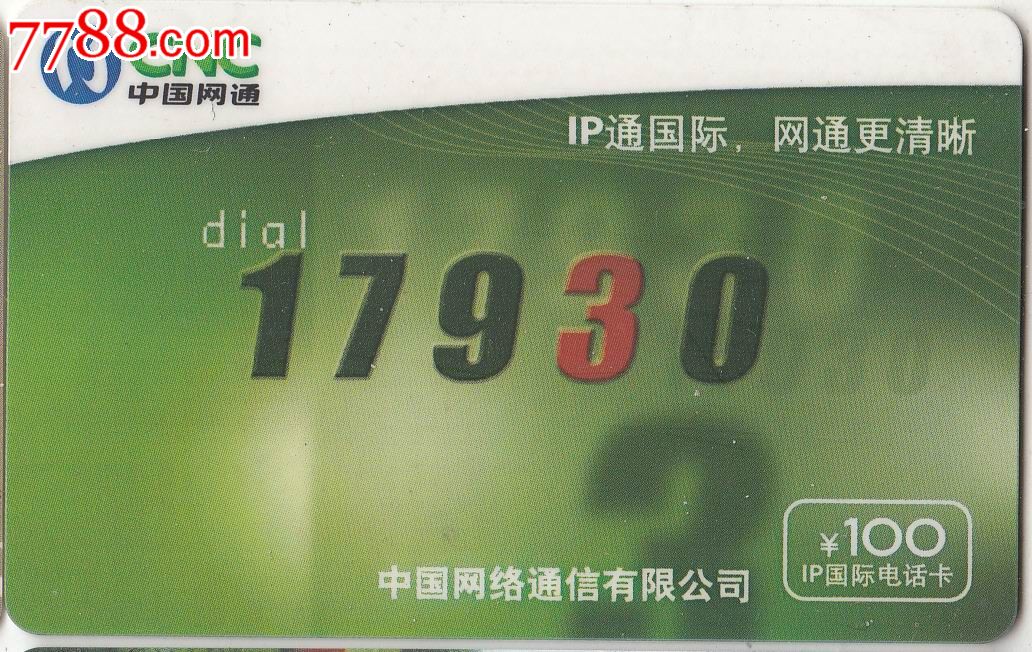 7788.com
CNC
中国网通
IP通国际，网通更清晰
dial
17930
¥100
IP国际电话卡
中国网络通信有限公司